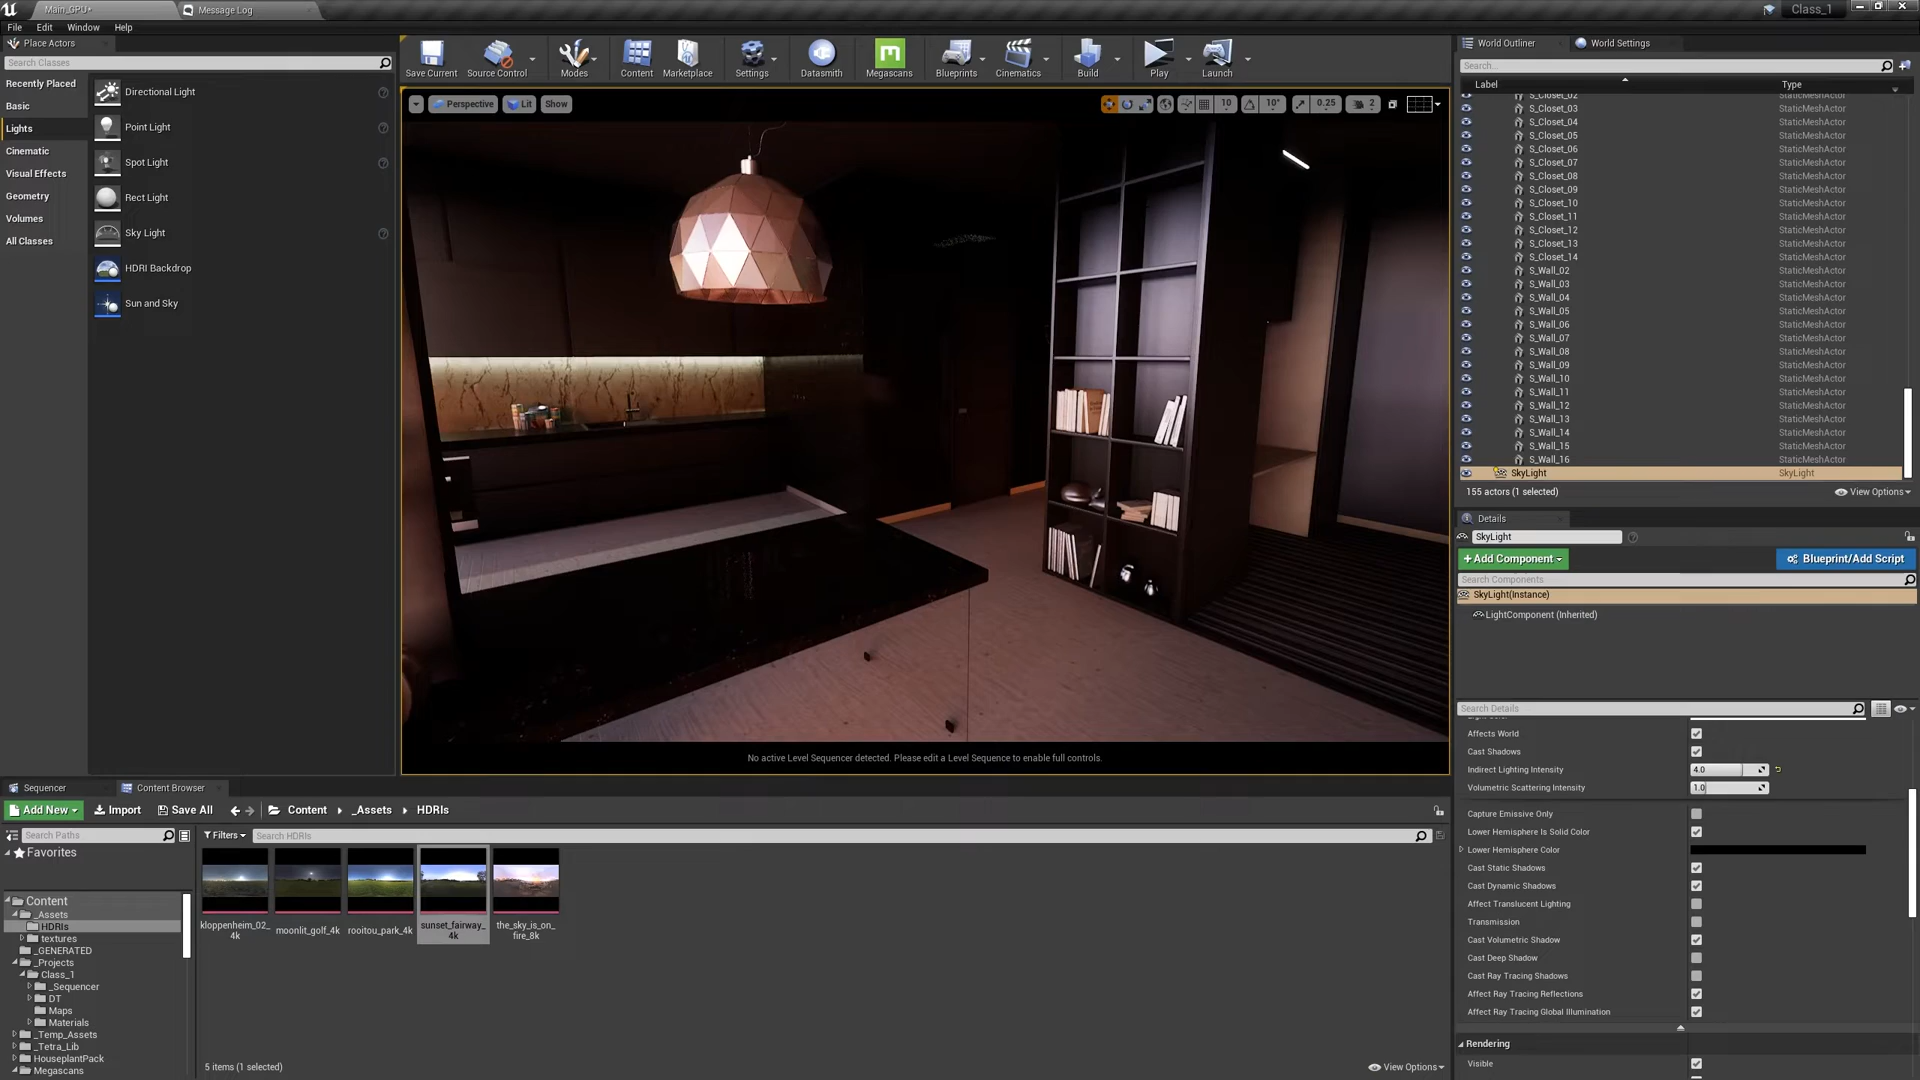 Main_GPU*
Message Log
Class_1
File
Edit
Window
Help
Place Actors
Search Classes
Recently Placed
Basic
Lights
Cinematic
Visual Effects
Geometry
Volumes
All Classes
Directional Light
Point Light
Spot Light
Rect Light
Sky Light
HDRI Backdrop
Sun and Sky
Save Current
Source Control
Modes
Content
Marketplace
Settings
Datasmith
Megascans
Blueprints
Cinematics
Build
Play
Launch
Perspective
Lit
Show
10
10°
0.25
2
No active Level Sequencer detected. Please edit a Level Sequence to enable full controls.
World Outliner
World Settings
Search...
Label
Type
S_Closet_02
StaticMeshActor
S_Closet_03
StaticMeshActor
S_Closet_04
StaticMeshActor
S_Closet_05
StaticMeshActor
S_Closet_06
StaticMeshActor
S_Closet_07
StaticMeshActor
S_Closet_08
StaticMeshActor
S_Closet_09
StaticMeshActor
S_Closet_10
StaticMeshActor
S_Closet_11
StaticMeshActor
S_Closet_12
StaticMeshActor
S_Closet_13
StaticMeshActor
S_Closet_14
StaticMeshActor
S_Wall_02
StaticMeshActor
S_Wall_03
StaticMeshActor
S_Wall_04
StaticMeshActor
S_Wall_05
StaticMeshActor
S_Wall_06
StaticMeshActor
S_Wall_07
StaticMeshActor
S_Wall_08
StaticMeshActor
S_Wall_09
StaticMeshActor
S_Wall_10
StaticMeshActor
S_Wall_11
StaticMeshActor
S_Wall_12
StaticMeshActor
S_Wall_13
StaticMeshActor
S_Wall_14
StaticMeshActor
S_Wall_15
StaticMeshActor
S_Wall_16
StaticMeshActor
SkyLight
SkyLight
155 actors (1 selected)
View Options
Details
SkyLight
+Add Component
Blueprint/Add Script
Search Components
SkyLight(Instance)
LightComponent (Inherited)
Search Details
Light Color
Affects World
Cast Shadows
Indirect Lighting Intensity
4.0
Volumetric Scattering Intensity
1.0
Capture Emissive Only
Lower Hemisphere Is Solid Color
Lower Hemisphere Color
Cast Static Shadows
Cast Dynamic Shadows
Affect Translucent Lighting
Transmission
Cast Volumetric Shadow
Cast Deep Shadow
Cast Ray Tracing Shadows
Affect Ray Tracing Reflections
Affect Ray Tracing Global Illumination
Rendering
Visible
Sequencer
Content Browser
Add New
Import
Save All
Content
_Assets
HDRIs
Search Paths
Filters
Search HDRIs
Favorites
Content
_Assets
HDRIs
textures
_GENERATED
_Projects
Class_1
_Sequencer
DT
Maps
Materials
_Temp_Assets
_Tetra_Lib
HouseplantPack
Megascans
kloppenheim_02_
4k
moonlit_golf_4k
rooitou_park_4k
sunset_fairway_
4k
the_sky_is_on_
fire_8k
5 items (1 selected)
View Options